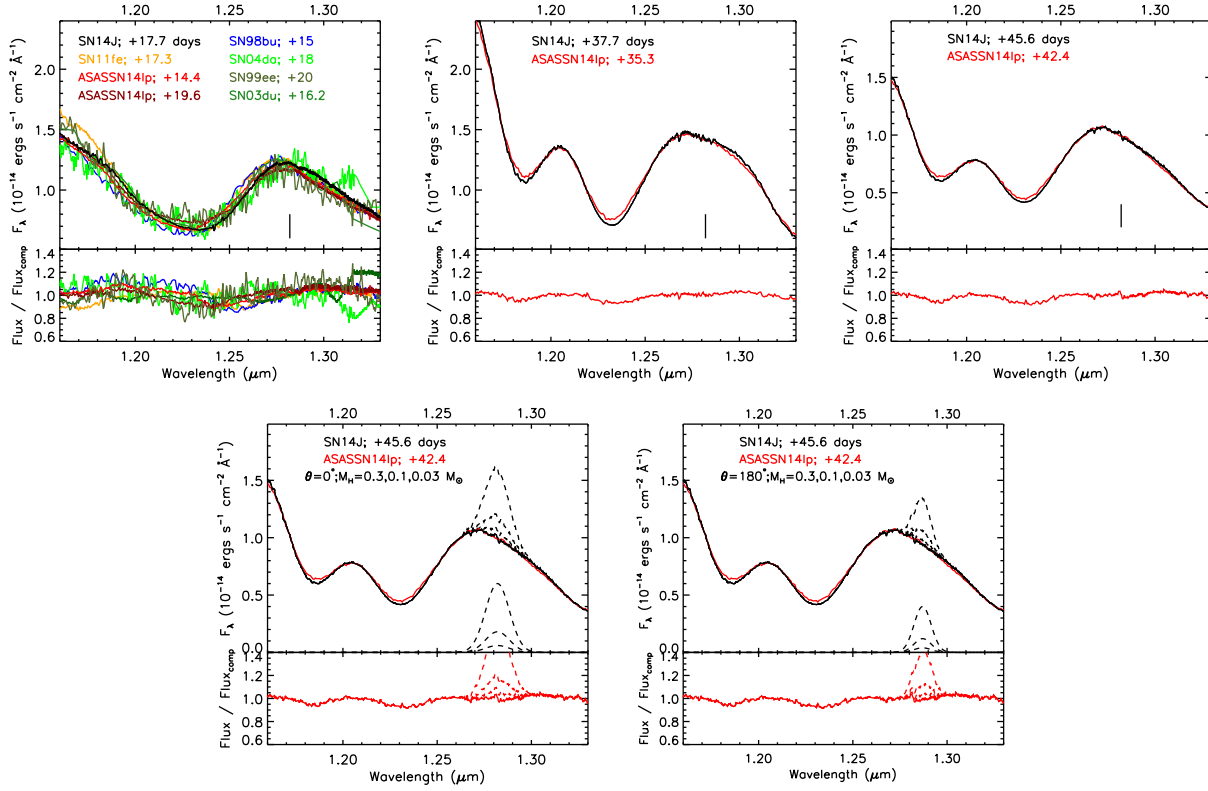 1.20 1.25 1.30
SN14J; +17.7 days
SN11fe; +17.3
ASASSN14lp; +14.4
ASASSN14lp; +19.6
SN98bu; +15
SN04da; +18
SN99ee; +20
SN03du; +16.2
2.0
1.5
1.0
Fλ (10⁻¹⁴ ergs s⁻¹ cm⁻² Å⁻¹)
1.4
1.2
1.0
0.8
0.6
Flux / Flux_comp
1.20 1.25 1.30
Wavelength (μm)
1.20 1.25 1.30
SN14J; +37.7 days
ASASSN14lp; +35.3
2.0
1.5
1.0
Fλ (10⁻¹⁴ ergs s⁻¹ cm⁻² Å⁻¹)
1.4
1.2
1.0
0.8
0.6
Flux / Flux_comp
1.20 1.25 1.30
Wavelength (μm)
1.20 1.25 1.30
SN14J; +45.6 days
ASASSN14lp; +42.4
1.5
1.0
0.5
Fλ (10⁻¹⁴ ergs s⁻¹ cm⁻² Å⁻¹)
1.4
1.2
1.0
0.8
0.6
Flux / Flux_comp
1.20 1.25 1.30
Wavelength (μm)
1.20 1.25 1.30
SN14J; +45.6 days
ASASSN14lp; +42.4
θ=0°;M_H=0.3,0.1,0.03 M☉
1.5
1.0
0.5
0.0
Fλ (10⁻¹⁴ ergs s⁻¹ cm⁻² Å⁻¹)
1.4
1.2
1.0
0.8
0.6
Flux / Flux_comp
1.20 1.25 1.30
Wavelength (μm)
1.20 1.25 1.30
SN14J; +45.6 days
ASASSN14lp; +42.4
θ=180°;M_H=0.3,0.1,0.03 M☉
1.5
1.0
0.5
0.0
Fλ (10⁻¹⁴ ergs s⁻¹ cm⁻² Å⁻¹)
1.4
1.2
1.0
0.8
0.6
Flux / Flux_comp
1.20 1.25 1.30
Wavelength (μm)